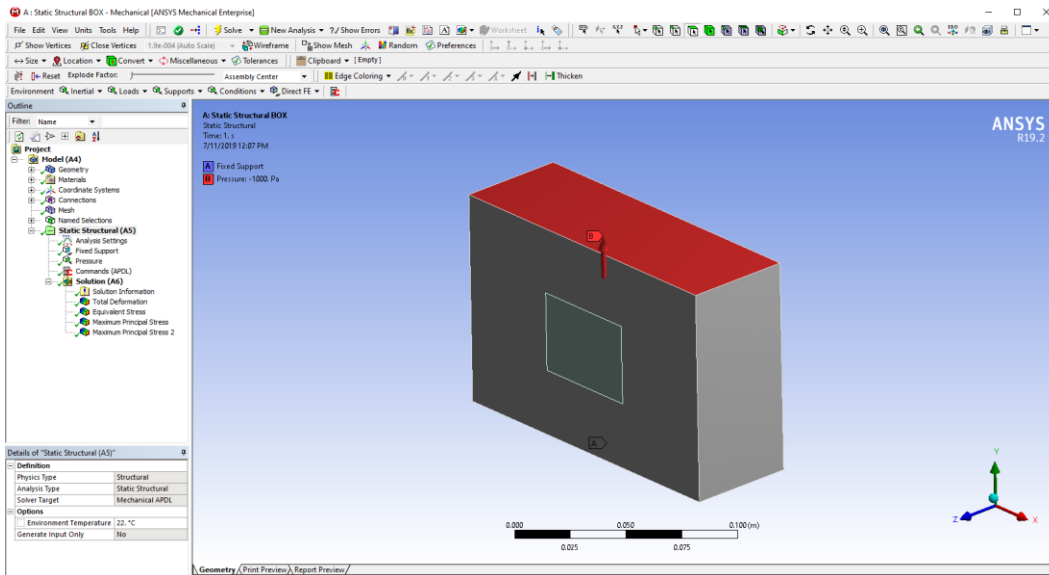 A : Static Structural BOX - Mechanical [ANSYS Mechanical Enterprise]
File Edit View Units Tools Help Solve New Analysis ?/ Show Errors Worksheet
Show Vertices Close Vertices 1.9e-004 (Auto Scale) Wireframe Show Mesh Random Preferences
Size Location Convert Miscellaneous Tolerances Clipboard [Empty]
Reset Explode Factor: Assembly Center Edge Coloring Thicken
Environment Inertial Loads Supports Conditions Direct FE
Outline
Filter: Name
Project
Model (A4)
Geometry
Materials
Coordinate Systems
Connections
Mesh
Named Selections
Static Structural (A5)
Analysis Settings
Fixed Support
Pressure
Commands (APDL)
Solution (A6)
Solution Information
Total Deformation
Equivalent Stress
Maximum Principal Stress
Maximum Principal Stress 2
Details of "Static Structural (A5)"
Definition
Physics Type Structural
Analysis Type Static Structural
Solver Target Mechanical APDL
Options
Environment Temperature 22. °C
Generate Input Only No
A: Static Structural BOX
Static Structural
Time: 1. s
7/11/2019 12:07 PM
A Fixed Support
B Pressure: -1000. Pa
ANSYS
R19.2
B
A
0.000 0.050 0.100 (m)
0.025 0.075
Y
Z X
Geometry Print Preview Report Preview